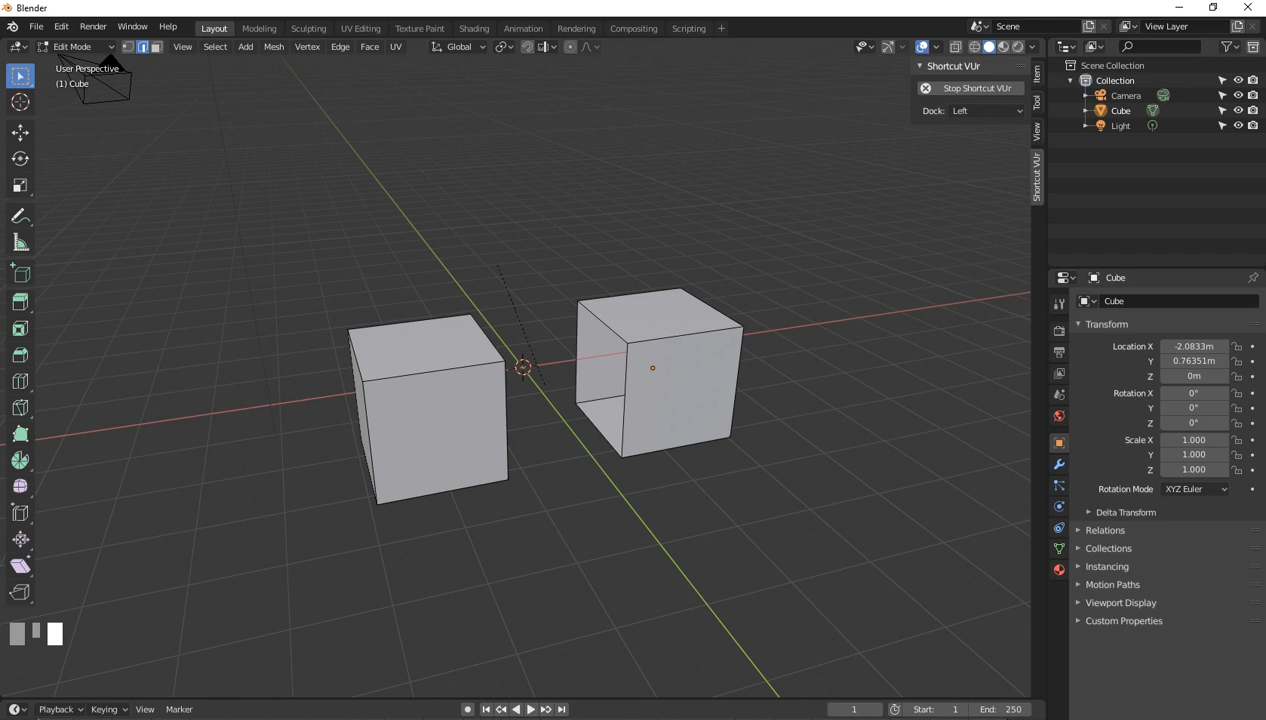 Blender
File Edit Render Window Help Layout Modeling Sculpting UV Editing Texture Paint Shading Animation Rendering Compositing Scripting + Scene View Layer
Edit Mode View Select Add Mesh Vertex Edge Face UV Global
User Perspective
(1) Cube
Shortcut VUr
Stop Shortcut VUr
Dock: Left
Item
Tool
View
Shortcut VUr
Scene Collection
Collection
Camera
Cube
Light
Cube
Cube
Transform
Location X -2.0833m
Y 0.76351m
Z 0m
Rotation X 0°
Y 0°
Z 0°
Scale X 1.000
Y 1.000
Z 1.000
Rotation Mode XYZ Euler
Delta Transform
Relations
Collections
Instancing
Motion Paths
Viewport Display
Custom Properties
Playback Keying View Marker 1 Start: 1 End: 250